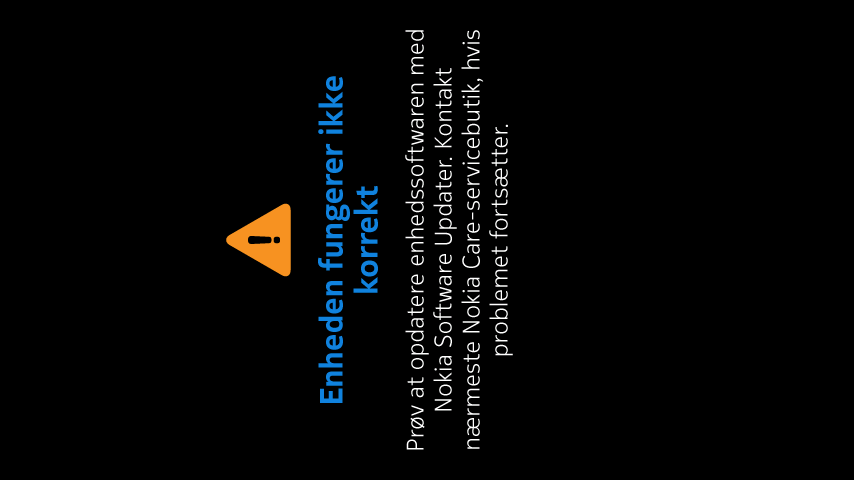 Enheden fungerer ikke
korrekt
Prøv at opdatere enhedssoftwaren med
Nokia Software Updater. Kontakt
nærmeste Nokia Care-servicebutik, hvis
problemet fortsætter.